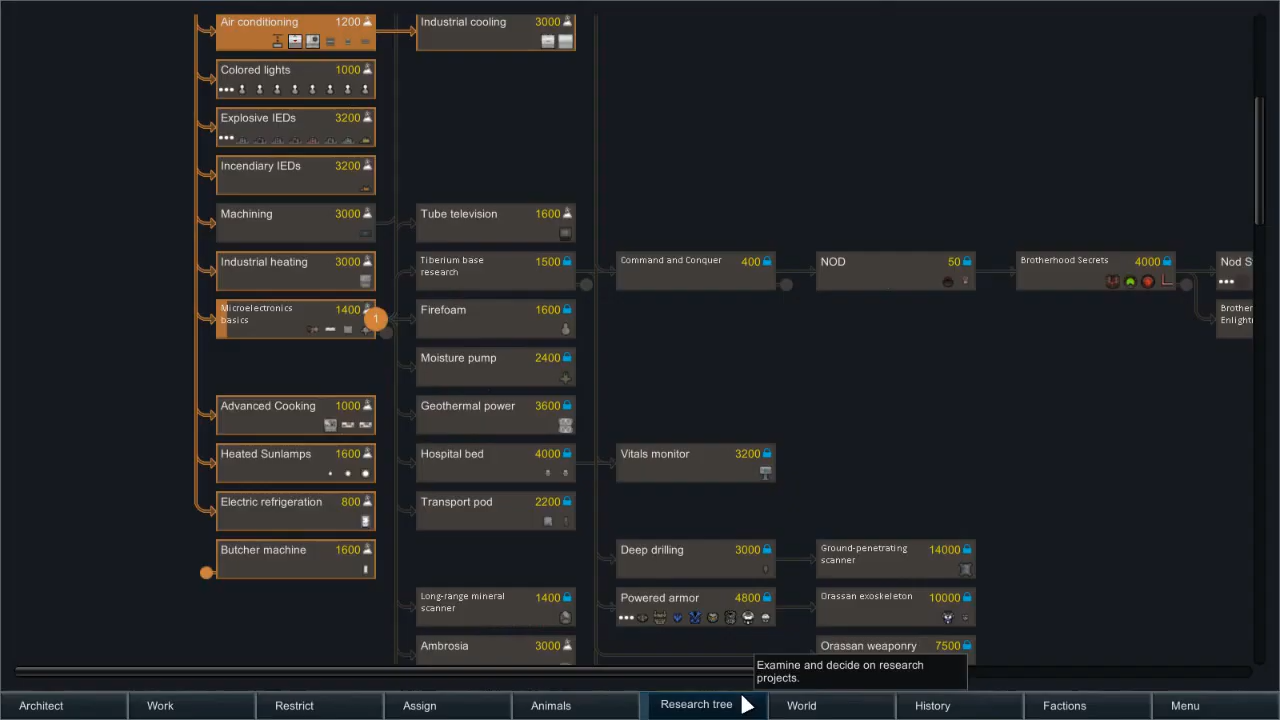 Air conditioning 1200
Industrial cooling 3000
Colored lights 1000
Explosive IEDs 3200
Incendiary IEDs 3200
Machining 3000
Tube television 1600
Industrial heating 3000
Tiberium base
research 1500
Command and Conquer 400
NOD 50
Brotherhood Secrets 4000
Nod S
Microelectronics
basics 1400
1
Firefoam 1600
Brother
Enlight
Moisture pump 2400
Advanced Cooking 1000
Geothermal power 3600
Heated Sunlamps 1600
Hospital bed 4000
Vitals monitor 3200
Electric refrigeration 800
Transport pod 2200
Butcher machine 1600
Deep drilling 3000
Ground-penetrating
scanner 14000
Long-range mineral
scanner 1400
Powered armor 4800
Orassan exoskeleton 10000
Ambrosia 3000
Orassan weaponry 7500
Examine and decide on research
projects.
Architect
Work
Restrict
Assign
Animals
Research tree
World
History
Factions
Menu